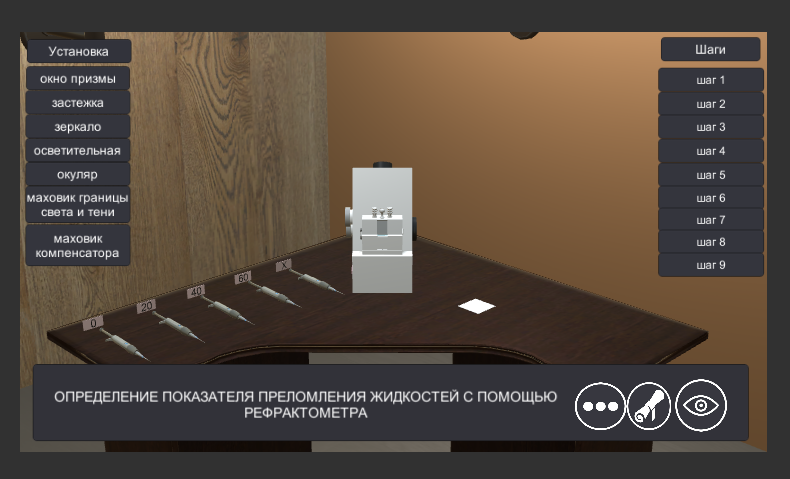 Установка
окно призмы
застежка
зеркало
осветительная
окуляр
маховик границы
света и тени
маховик
компенсатора
Шаги
шаг 1
шаг 2
шаг 3
шаг 4
шаг 5
шаг 6
шаг 7
шаг 8
шаг 9
0
20
40
60
X
ОПРЕДЕЛЕНИЕ ПОКАЗАТЕЛЯ ПРЕЛОМЛЕНИЯ ЖИДКОСТЕЙ С ПОМОЩЬЮ
РЕФРАКТОМЕТРА